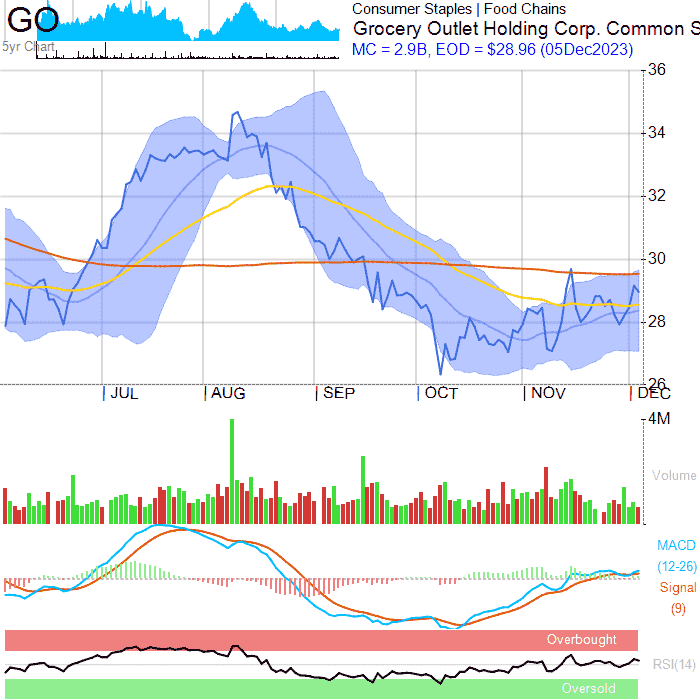 GO
5yr Chart
Consumer Staples | Food Chains
Grocery Outlet Holding Corp. Common S
MC = 2.9B, EOD = $28.96 (05Dec2023)
36
34
32
30
28
26
JUL AUG SEP OCT NOV DEC
4M
Volume
MACD
(12-26)
Signal
(9)
Overbought
RSI(14)
Oversold